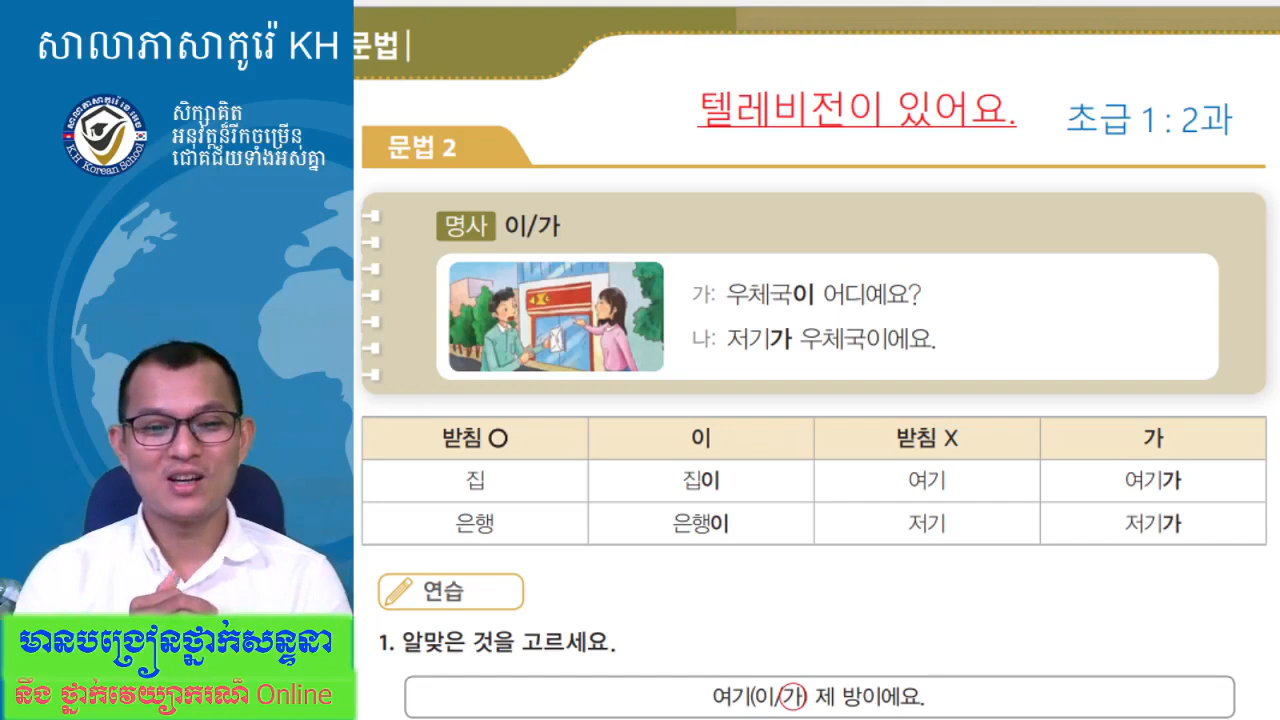 សាលាភាសាកូរ៉េ KH
សិក្សាគិត
អនុវត្តន៍រីកចម្រើន
ជោគជ័យទាំងអស់គ្នា
K.H Korean School
문법
텔레비전이 있어요.
초급 1 : 2과
문법 2
명사 이/가
가: 우체국이 어디예요?
나: 저기가 우체국이에요.
받침 O 이 받침 X 가
집 집이 여기 여기가
은행 은행이 저기 저기가
연습
1. 알맞은 것을 고르세요.
여기(이/가) 제 방이에요.
មានបង្រៀនថ្នាក់សន្ទនា
និង ថ្នាក់វេយ្យាករណ៍ Online